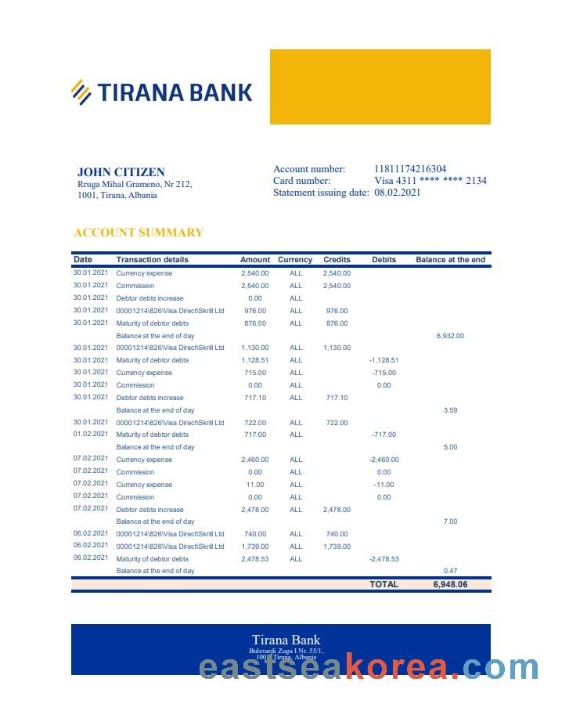 TIRANA BANK
JOHN CITIZEN
Rruga Mihal Grameno, Nr 212,
1001, Tirana, Albania
Account number: 11811174216304
Card number: Visa 4311 **** **** 2134
Statement issuing date: 08.02.2021
ACCOUNT SUMMARY
Date Transaction details Amount Currency Credits Debits Balance at the end
30.01.2021 Currency expense 2,540.00 ALL 2,540.00
30.01.2021 Commission 2,540.00 ALL 2,540.00
30.01.2021 Debtor debts increase 0.00 ALL
30.01.2021 00001214\826\Visa Direct\Skrill Ltd 976.00 ALL 976.00
30.01.2021 Maturity of debtor debts 876.00 ALL 876.00
Balance at the end of day 6,932.00
30.01.2021 00001214\826\Visa Direct\Skrill Ltd 1,130.00 ALL 1,130.00
30.01.2021 Maturity of debtor debts 1,128.51 ALL -1,128.51
30.01.2021 Currency expense 715.00 ALL -715.00
30.01.2021 Commission 0.00 ALL 0.00
30.01.2021 Debtor debts increase 717.10 ALL 717.10
Balance at the end of day 3.59
30.01.2021 00001214\826\Visa Direct\Skrill Ltd 722.00 ALL 722.00
01.02.2021 Maturity of debtor debts 717.00 ALL -717.00
Balance at the end of day 5.00
07.02.2021 Currency expense 2,460.00 ALL -2,460.00
07.02.2021 Commission 0.00 ALL 0.00
07.02.2021 Currency expense 11.00 ALL -11.00
07.02.2021 Commission 0.00 ALL 0.00
07.02.2021 Debtor debts increase 2,478.00 ALL 2,478.00
Balance at the end of day 7.00
06.02.2021 00001214\826\Visa Direct\Skrill Ltd 740.00 ALL 740.00
06.02.2021 00001214\826\Visa Direct\Skrill Ltd 1,739.00 ALL 1,739.00
06.02.2021 Maturity of debtor debts 2,478.53 ALL -2,478.53
Balance at the end of day 0.47
TOTAL 6,948.06
Tirana Bank
Bulevardi Zogu I Nr. 55/1,
1001 Tirana, Albania
eastseakorea.com